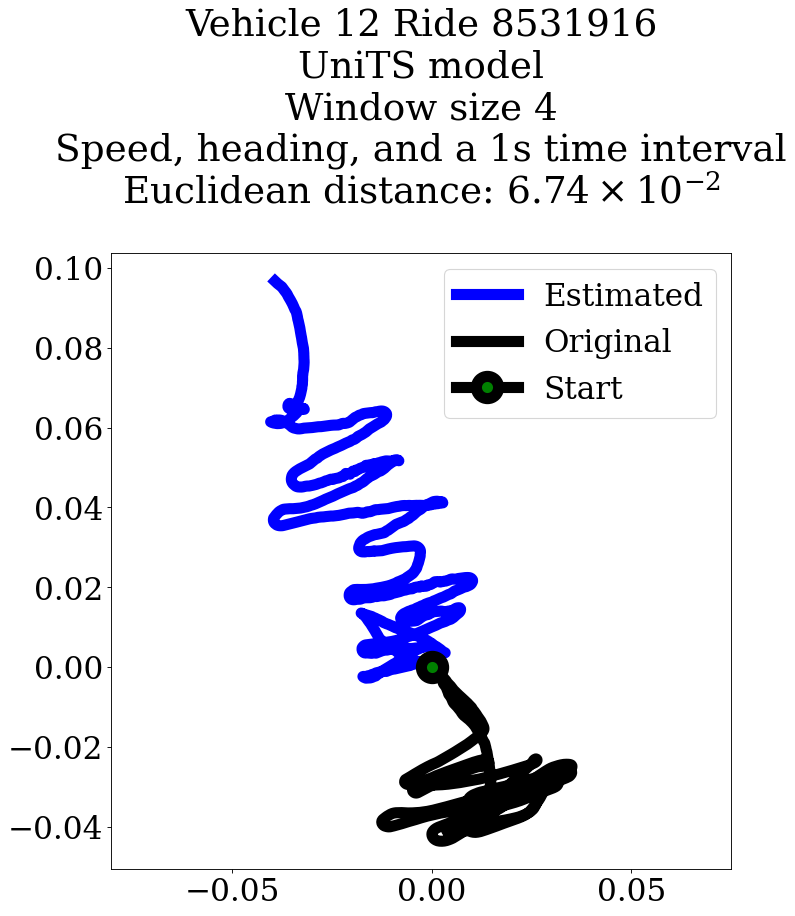 Vehicle 12 Ride 8531916
UniTS model
Window size 4
Speed, heading, and a 1s time interval
Euclidean distance: 6.74 × 10⁻²
0.10
0.08
0.06
0.04
0.02
0.00
−0.02
−0.04
Estimated
Original
Start
−0.05
0.00
0.05